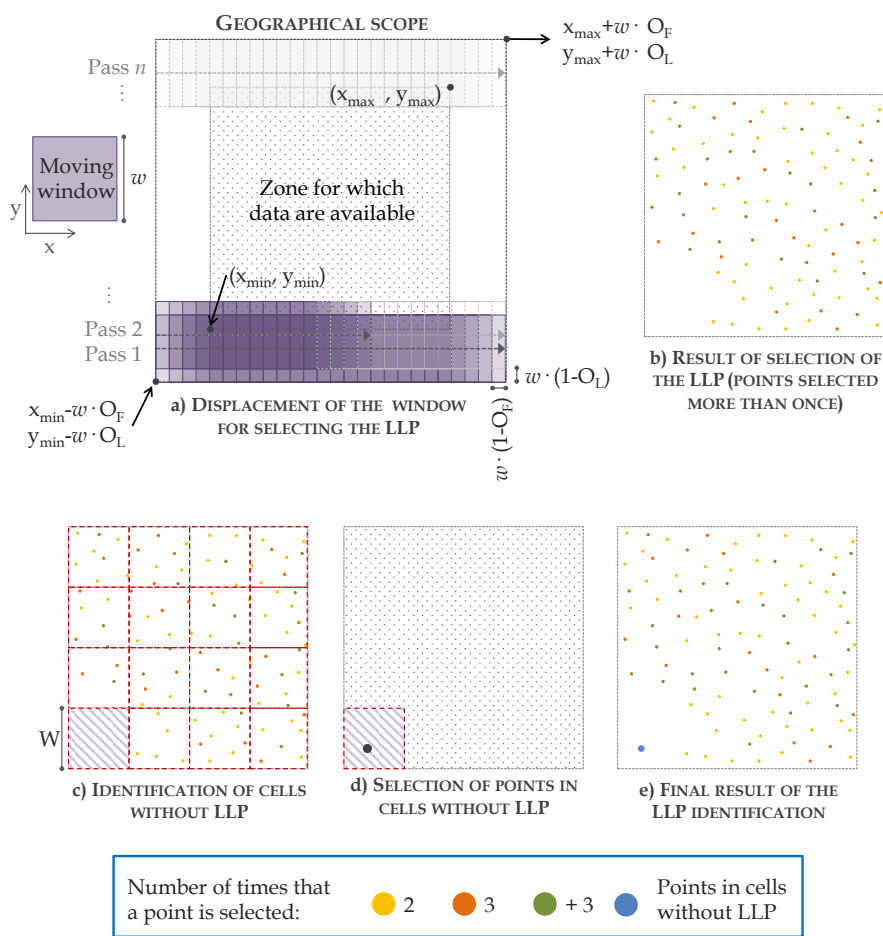 GEOGRAPHICAL SCOPE
x_max+w · O_F
y_max+w · O_L
Pass n
⋮
(x_max , y_max)
Moving
window
w
y
x
Zone for which
data are available
(x_min, y_min)
⋮
Pass 2
Pass 1
w · (1-O_L)
w · (1-O_F)
x_min-w · O_F
y_min-w · O_L
a) DISPLACEMENT OF THE WINDOW
FOR SELECTING THE LLP
b) RESULT OF SELECTION OF
THE LLP (POINTS SELECTED
MORE THAN ONCE)
W
c) IDENTIFICATION OF CELLS
WITHOUT LLP
d) SELECTION OF POINTS IN
CELLS WITHOUT LLP
e) FINAL RESULT OF THE
LLP IDENTIFICATION
Number of times that
a point is selected:
2
3
+ 3
Points in cells
without LLP